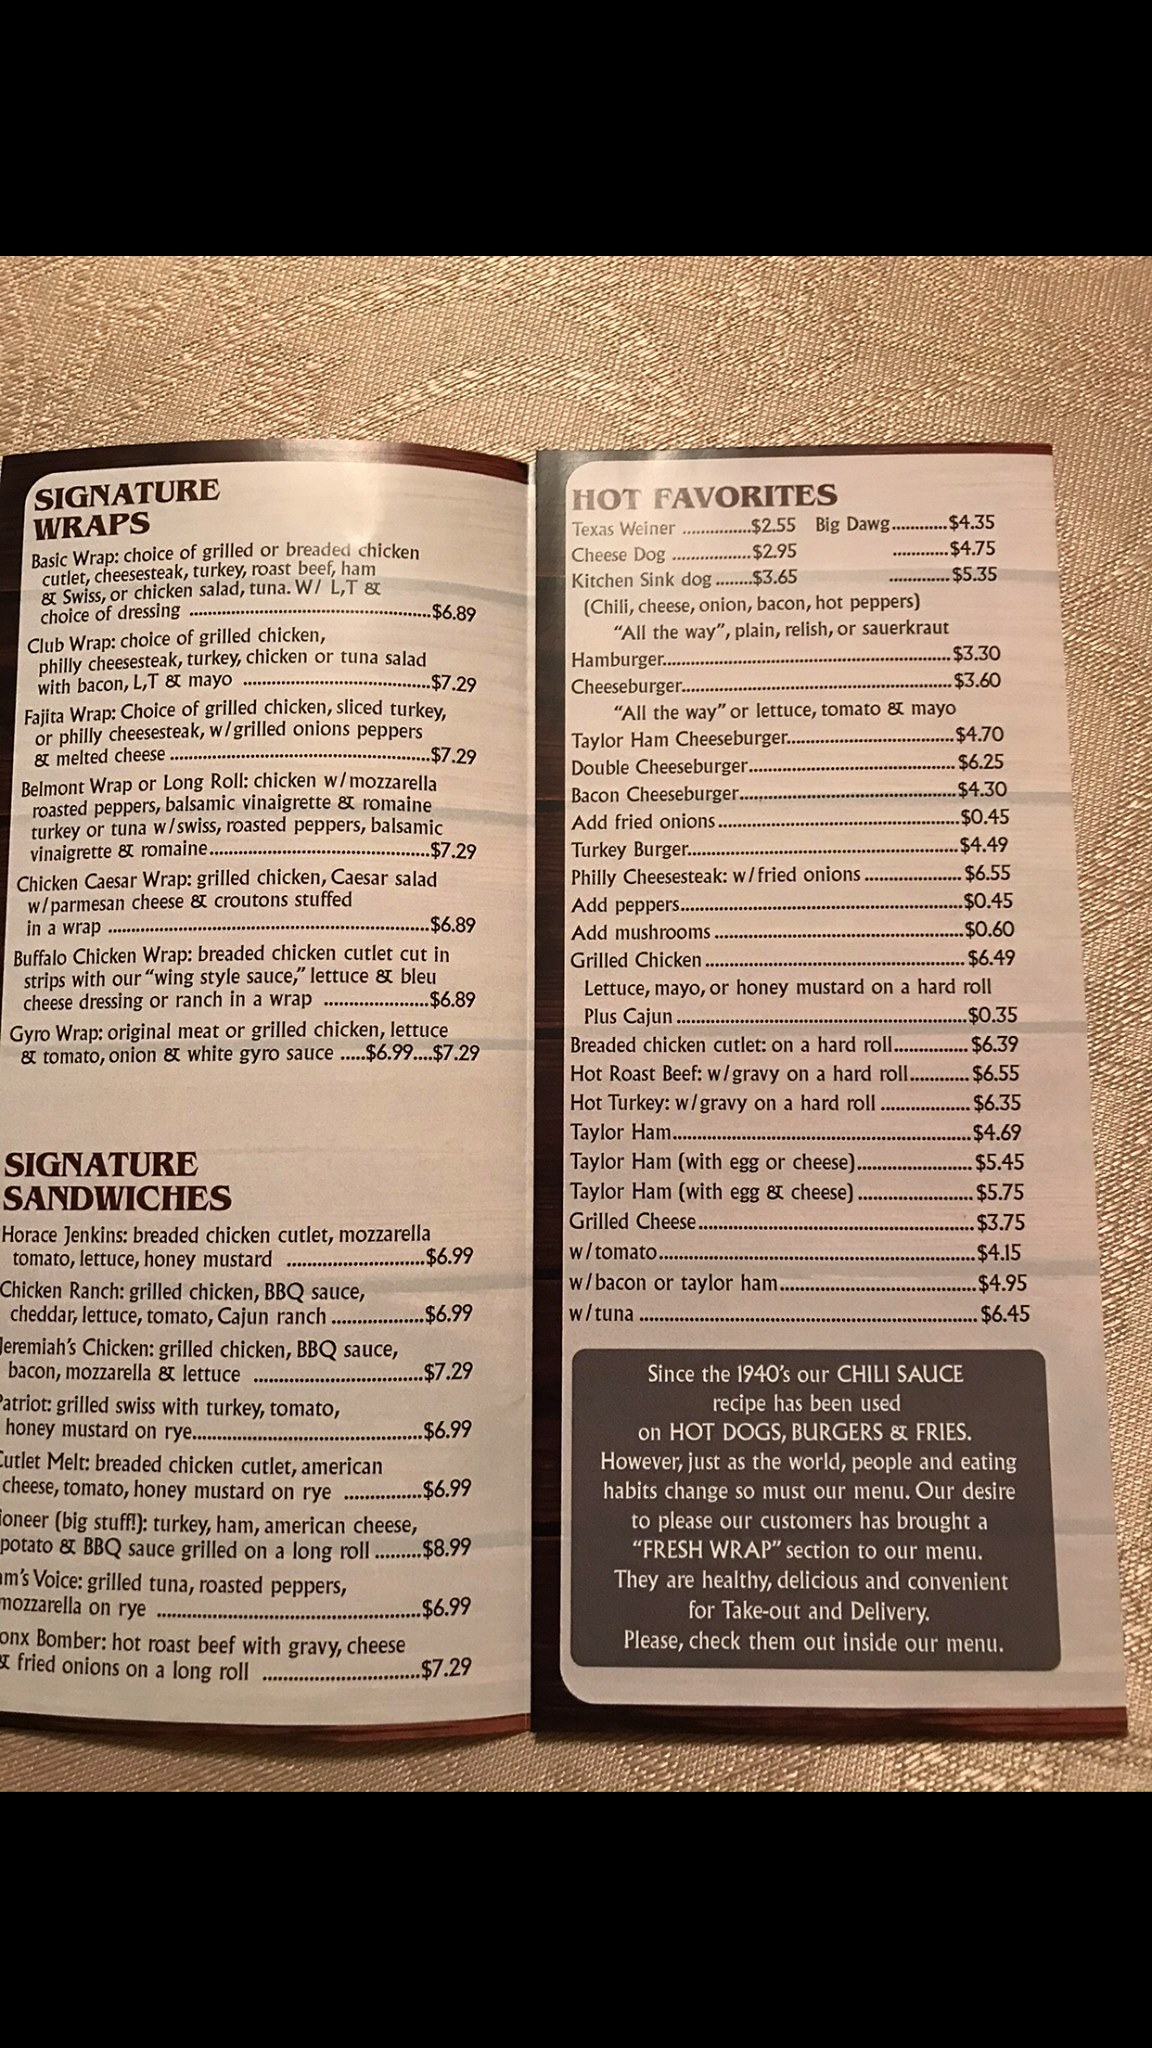 SIGNATURE
WRAPS
Basic Wrap: choice of grilled or breaded chicken
cutlet, cheesesteak, turkey, roast beef, ham
& Swiss, or chicken salad, tuna. W/ L,T &
choice of dressing ................................................$6.89
Club Wrap: choice of grilled chicken,
philly cheesesteak, turkey, chicken or tuna salad
with bacon, L,T & mayo .....................................$7.29
Fajita Wrap: Choice of grilled chicken, sliced turkey,
or philly cheesesteak, w/grilled onions peppers
& melted cheese ...................................................$7.29
Belmont Wrap or Long Roll: chicken w/mozzarella
roasted peppers, balsamic vinaigrette & romaine
turkey or tuna w/swiss, roasted peppers, balsamic
vinaigrette & romaine...........................................$7.29
Chicken Caesar Wrap: grilled chicken, Caesar salad
w/parmesan cheese & croutons stuffed
in a wrap ...............................................................$6.89
Buffalo Chicken Wrap: breaded chicken cutlet cut in
strips with our "wing style sauce," lettuce & bleu
cheese dressing or ranch in a wrap ....................$6.89
Gyro Wrap: original meat or grilled chicken, lettuce
& tomato, onion & white gyro sauce .....$6.99....$7.29
SIGNATURE
SANDWICHES
Horace Jenkins: breaded chicken cutlet, mozzarella
tomato, lettuce, honey mustard ..........................$6.99
Chicken Ranch: grilled chicken, BBQ sauce,
cheddar, lettuce, tomato, Cajun ranch ..................$6.99
Jeremiah's Chicken: grilled chicken, BBQ sauce,
bacon, mozzarella & lettuce ................................$7.29
Patriot: grilled swiss with turkey, tomato,
honey mustard on rye............................................$6.99
Cutlet Melt: breaded chicken cutlet, american
cheese, tomato, honey mustard on rye ...............$6.99
ioneer (big stuff!): turkey, ham, american cheese,
potato & BBQ sauce grilled on a long roll .........$8.99
am's Voice: grilled tuna, roasted peppers,
mozzarella on rye ..................................................$6.99
onx Bomber: hot roast beef with gravy, cheese
& fried onions on a long roll ..............................$7.29
HOT FAVORITES
Texas Weiner ..............$2.55 Big Dawg............$4.35
Cheese Dog ................$2.95 ............$4.75
Kitchen Sink dog ........$3.65 .............$5.35
(Chili, cheese, onion, bacon, hot peppers)
"All the way", plain, relish, or sauerkraut
Hamburger...........................................................$3.30
Cheeseburger.......................................................$3.60
"All the way" or lettuce, tomato & mayo
Taylor Ham Cheeseburger..................................$4.70
Double Cheeseburger..........................................$6.25
Bacon Cheeseburger............................................$4.30
Add fried onions.................................................$0.45
Turkey Burger......................................................$4.49
Philly Cheesesteak: w/fried onions ....................$6.55
Add peppers.........................................................$0.45
Add mushrooms ..................................................$0.60
Grilled Chicken ....................................................$6.49
Lettuce, mayo, or honey mustard on a hard roll
Plus Cajun ..........................................................$0.35
Breaded chicken cutlet: on a hard roll...............$6.39
Hot Roast Beef: w/gravy on a hard roll............$6.55
Hot Turkey: w/gravy on a hard roll ..................$6.35
Taylor Ham............................................................$4.69
Taylor Ham (with egg or cheese).......................$5.45
Taylor Ham (with egg & cheese).......................$5.75
Grilled Cheese.......................................................$3.75
w/tomato...............................................................$4.15
w/bacon or taylor ham.......................................$4.95
w/tuna ...................................................................$6.45
Since the 1940's our CHILI SAUCE
recipe has been used
on HOT DOGS, BURGERS & FRIES.
However, just as the world, people and eating
habits change so must our menu. Our desire
to please our customers has brought a
"FRESH WRAP" section to our menu.
They are healthy, delicious and convenient
for Take-out and Delivery.
Please, check them out inside our menu.